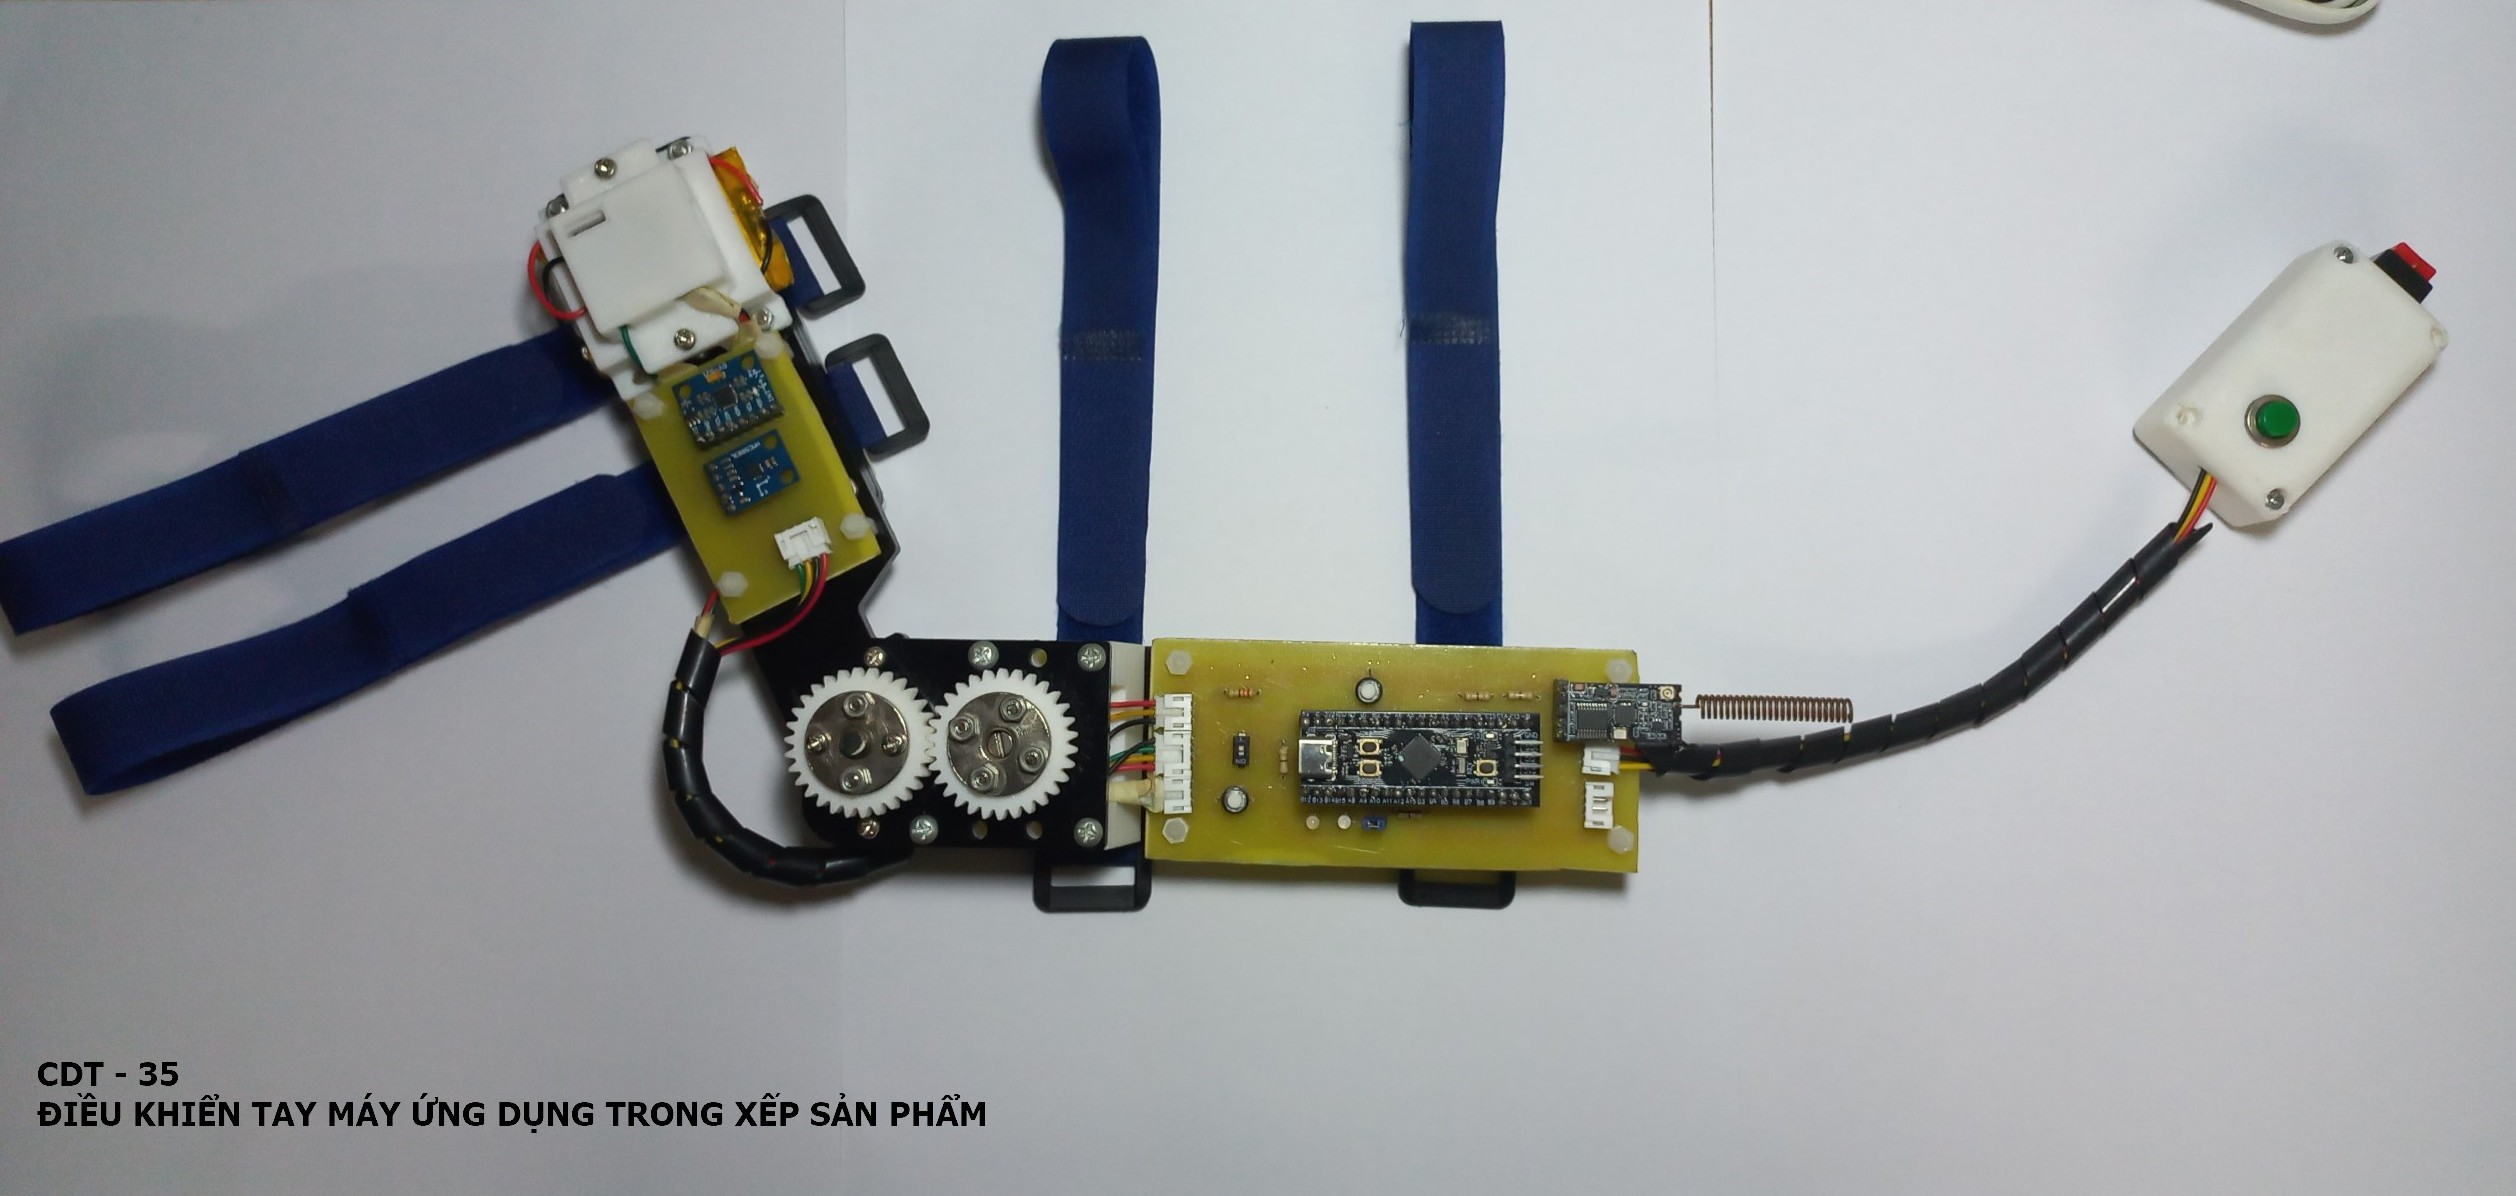 CDT - 35
ĐIỀU KHIỂN TAY MÁY ỨNG DỤNG TRONG XẾP SẢN PHẨM